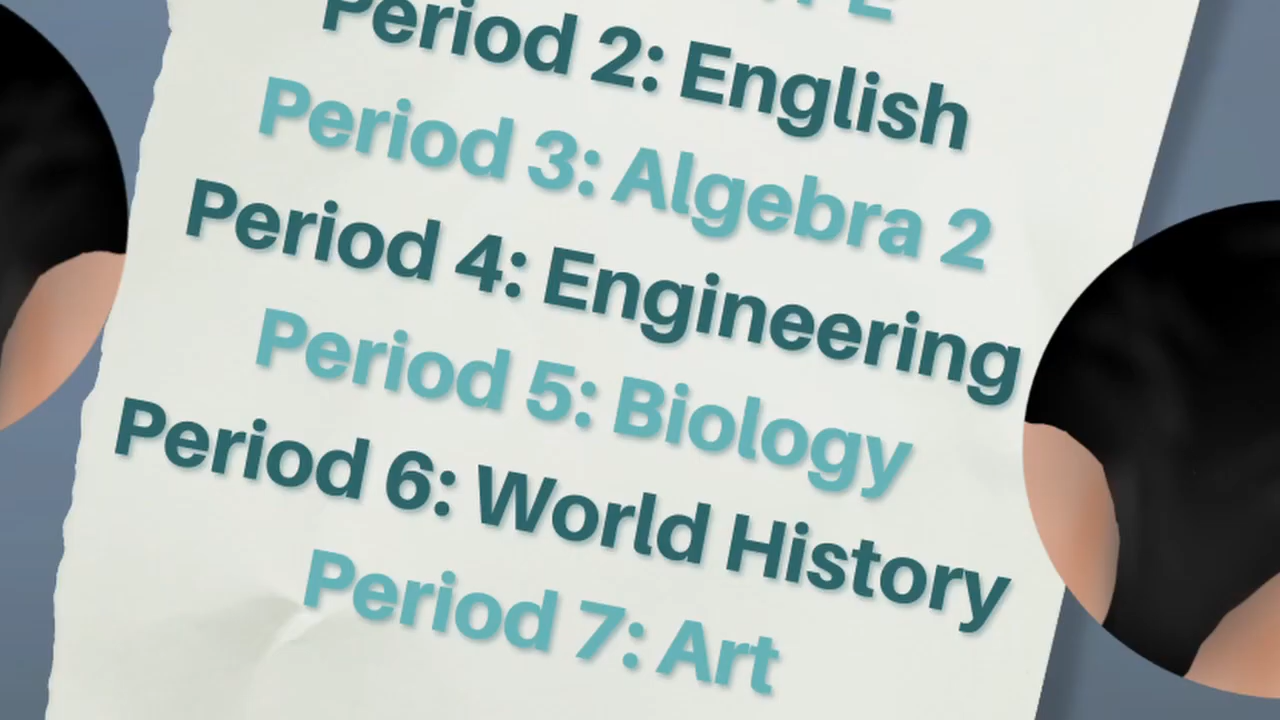 Period 2: English
Period 3: Algebra 2
Period 4: Engineering
Period 5: Biology
Period 6: World History
Period 7: Art